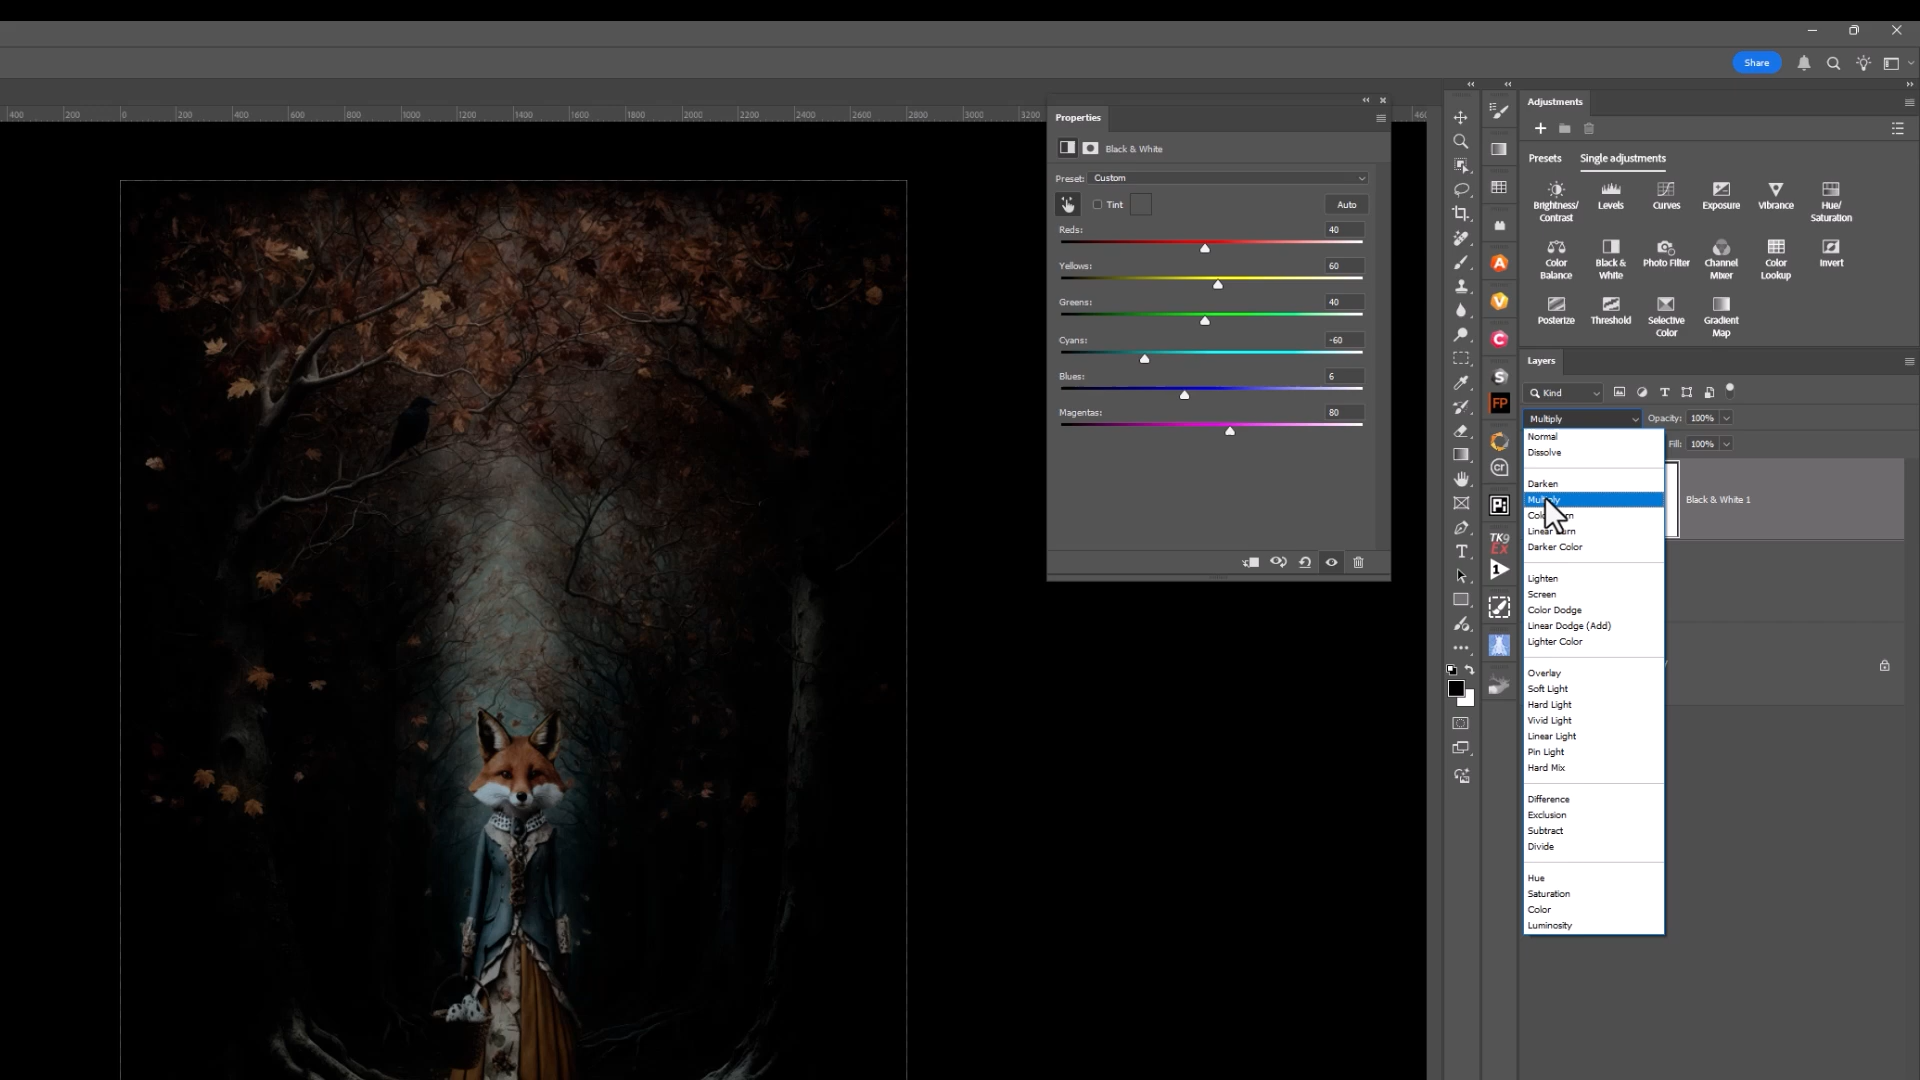 Share
400 200 0 200 400 600 800 1000 1200 1400 1600 1800 2000 2200 2400 2600 2800 3000 3200
Properties
Black & White
Preset: Custom
Tint
Auto
Reds: 40
Yellows: 60
Greens: 40
Cyans: -60
Blues: 6
Magentas: 80
A
V
C
S
FP
cr
Pi
TK9
EX
1
T
Adjustments
Presets Single adjustments
Brightness/
Contrast
Levels
Curves
Exposure
Vibrance
Hue/
Saturation
Color
Balance
Black &
White
Photo Filter
Channel
Mixer
Color
Lookup
Invert
Posterize
Threshold
Selective
Color
Gradient
Map
Layers
Kind
T
Multiply
Opacity: 100%
Fill: 100%
Black & White 1
Normal
Dissolve
Darken
Multiply
Linear
Darker Color
Lighten
Screen
Color Dodge
Linear Dodge (Add)
Lighter Color
Overlay
Soft Light
Hard Light
Vivid Light
Linear Light
Pin Light
Hard Mix
Difference
Exclusion
Subtract
Divide
Hue
Saturation
Color
Luminosity